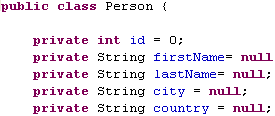 public class Person {
private int id = 0;
private String firstName= null
private String lastName= null;
private String city = null;
private String country = null;